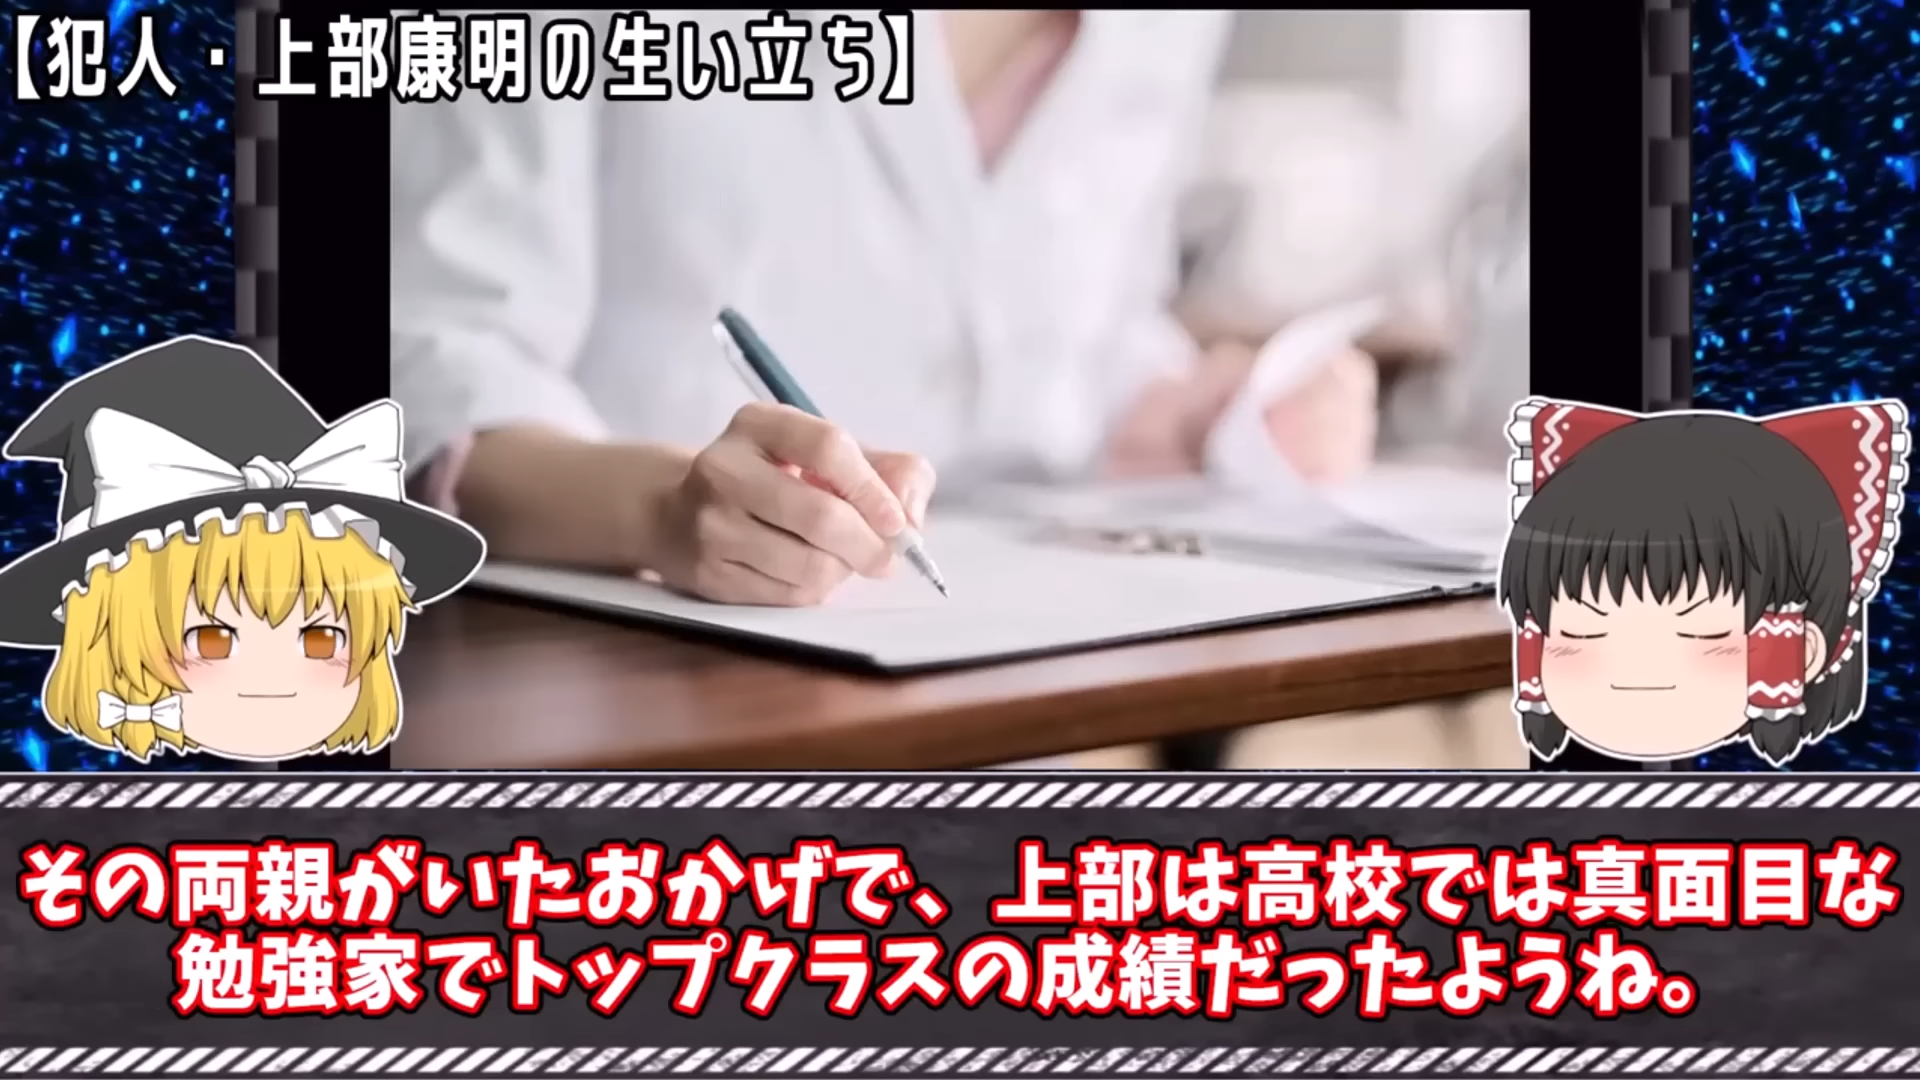 【犯人・上部康明の生い立ち】
その両親がいたおかげで、上部は高校では真面目な
勉強家でトップクラスの成績だったようね。